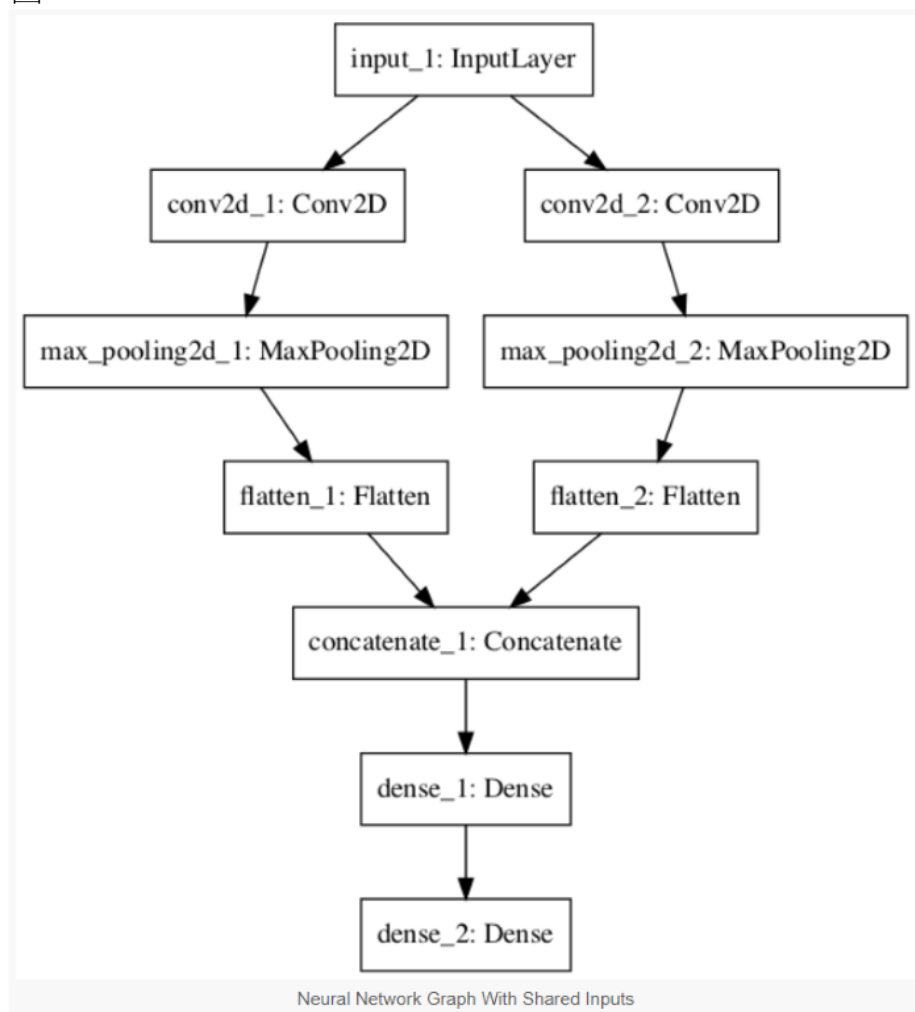 图
input_1: InputLayer
conv2d_1: Conv2D
conv2d_2: Conv2D
max_pooling2d_1: MaxPooling2D
max_pooling2d_2: MaxPooling2D
flatten_1: Flatten
flatten_2: Flatten
concatenate_1: Concatenate
dense_1: Dense
dense_2: Dense
Neural Network Graph With Shared Inputs